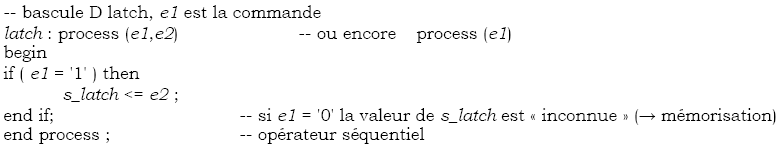 -- bascule D latch, e1 est la commande
latch : process (e1,e2) -- ou encore process (e1)
begin
if ( e1 = '1' ) then
s_latch <= e2 ;
end if; -- si e1 = '0' la valeur de s_latch est « inconnue » (→ mémorisation)
end process ; -- opérateur séquentiel